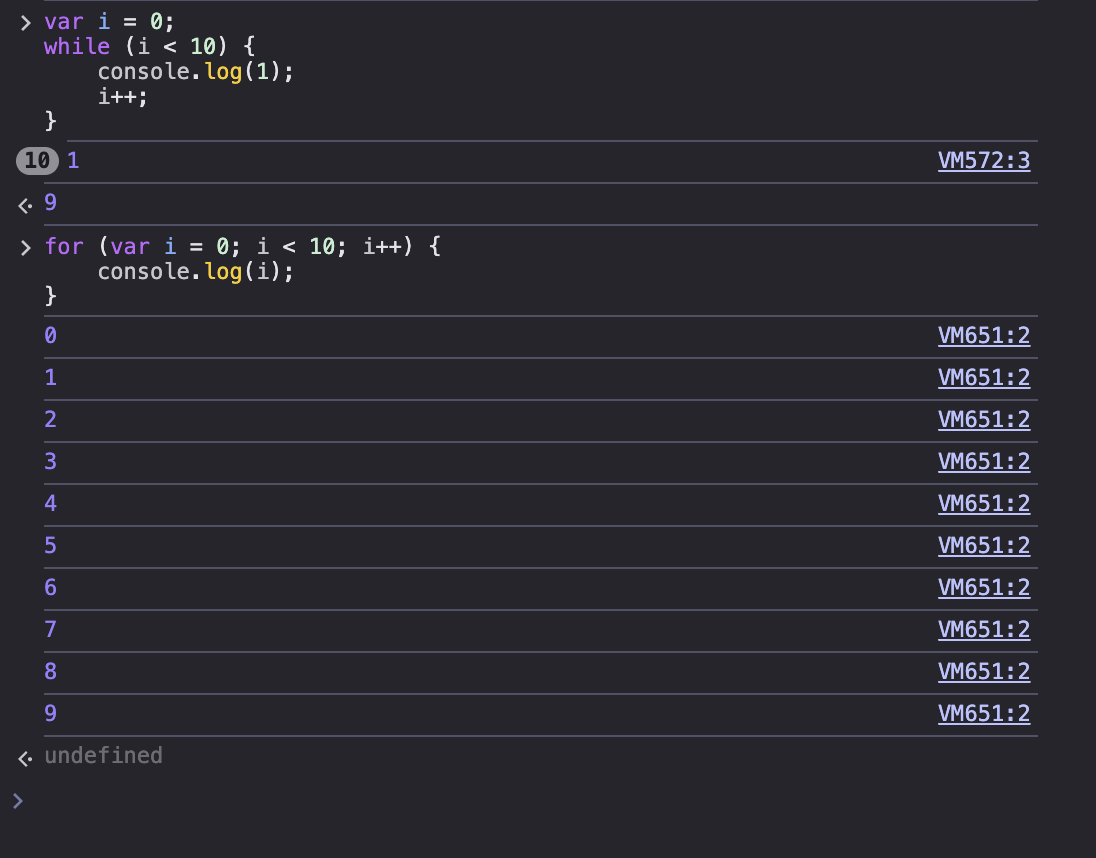 > var i = 0;
while (i < 10) {
    console.log(1);
    i++;
}
10 1 VM572:3
9
> for (var i = 0; i < 10; i++) {
    console.log(i);
}
0 VM651:2
1 VM651:2
2 VM651:2
3 VM651:2
4 VM651:2
5 VM651:2
6 VM651:2
7 VM651:2
8 VM651:2
9 VM651:2
undefined
>